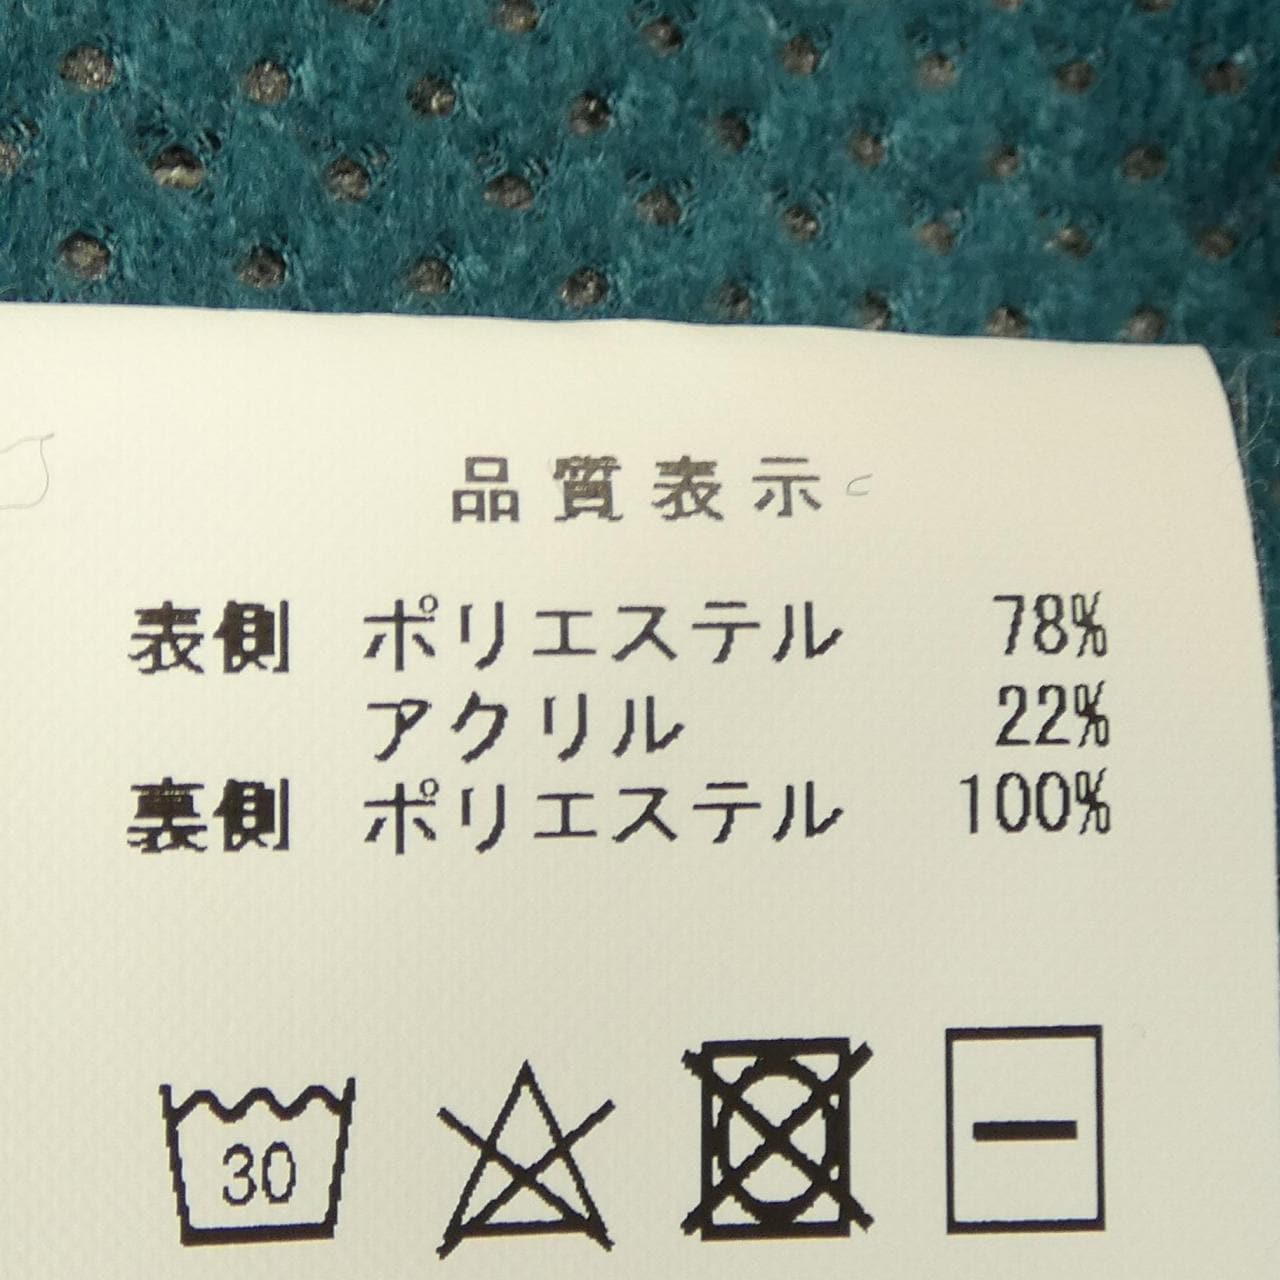 品質表示
表側 ポリエステル 78%
アクリル 22%
裏側 ポリエステル 100%
30